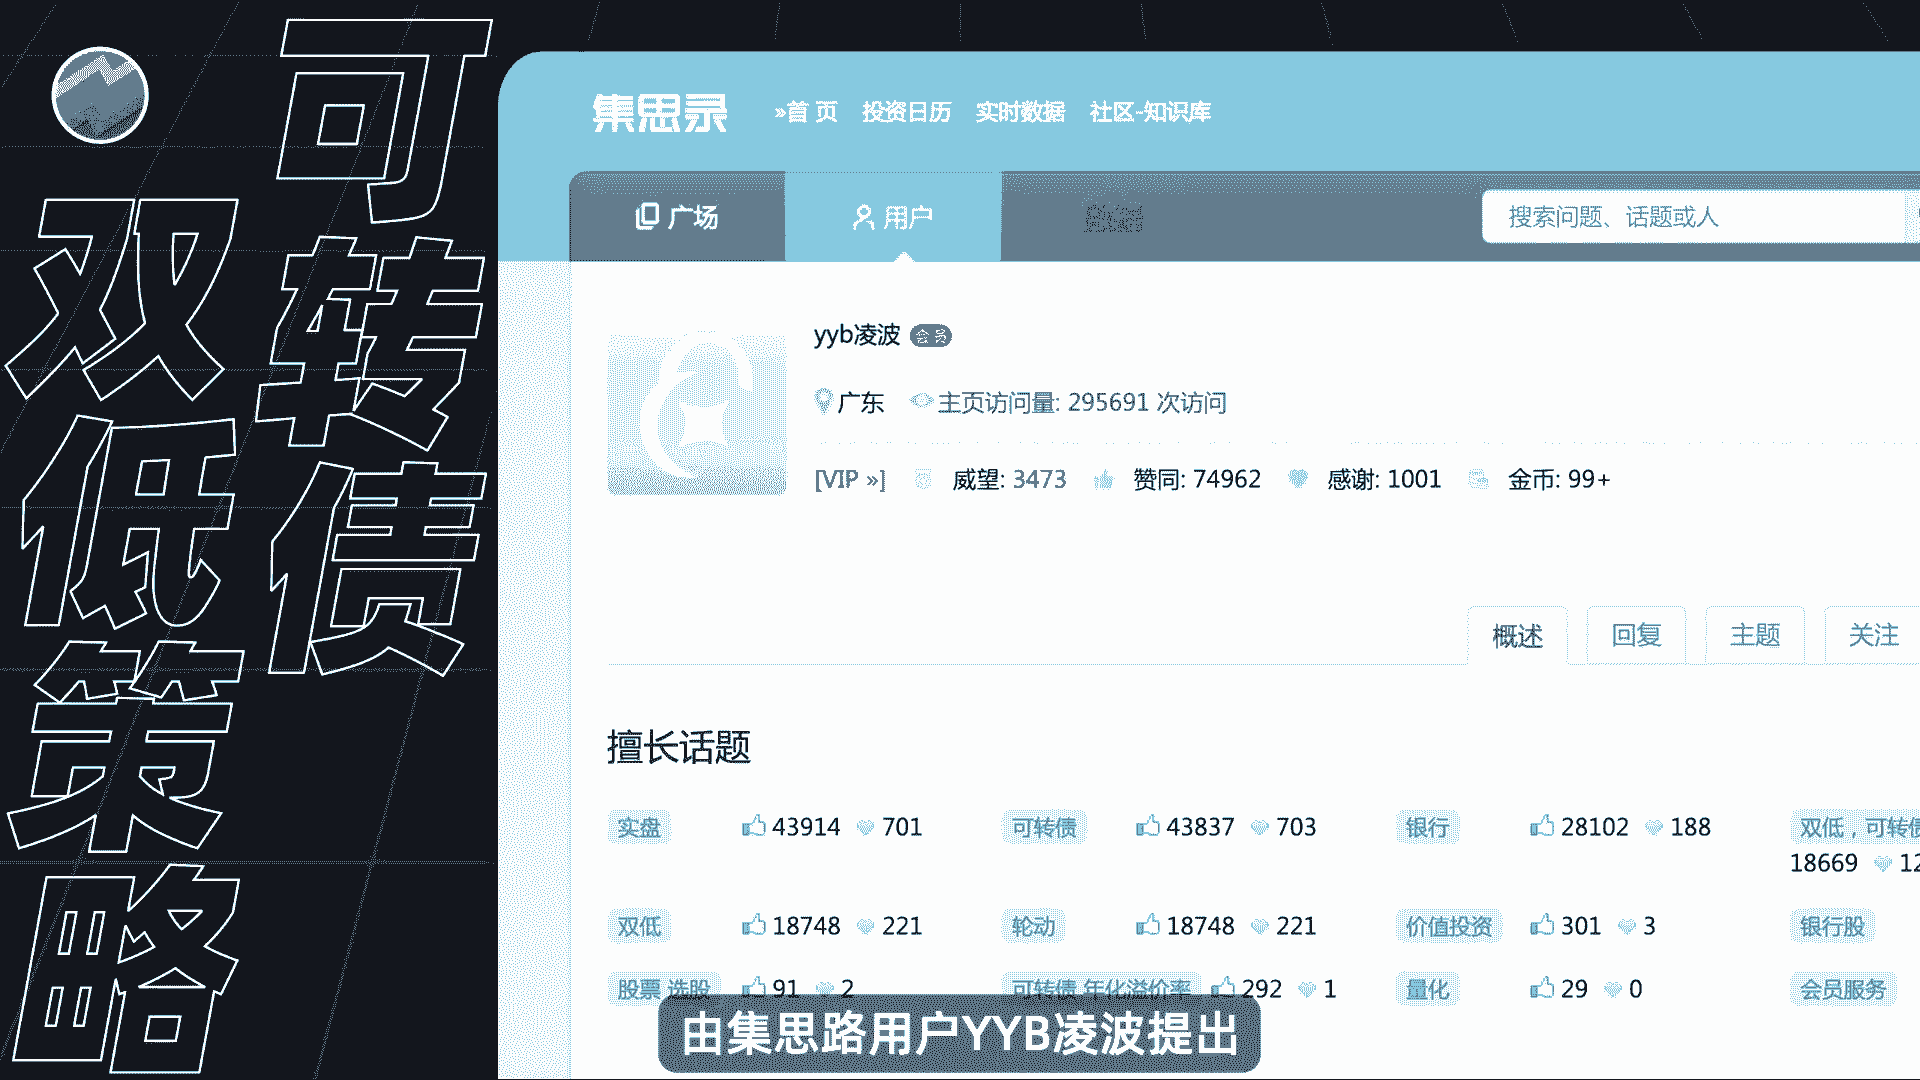 可转债
双低策略
集思录
»首 页 投资日历 实时数据 社区-知识库
广场 用户
搜索问题、话题或人
yyb凌波 会员
广东 主页访问量: 295691 次访问
[VIP »] 威望: 3473 赞同: 74962 感谢: 1001 金币: 99+
概述 回复 主题 关注
擅长话题
实盘 43914 701 可转债 43837 703 银行 28102 188 双低，可转债
18669 12
双低 18748 221 轮动 18748 221 价值投资 301 3 银行股
股票 选股 91 2 可转债 年化溢价率 292 1 量化 29 0 会员服务
由集思路用户YYB凌波提出